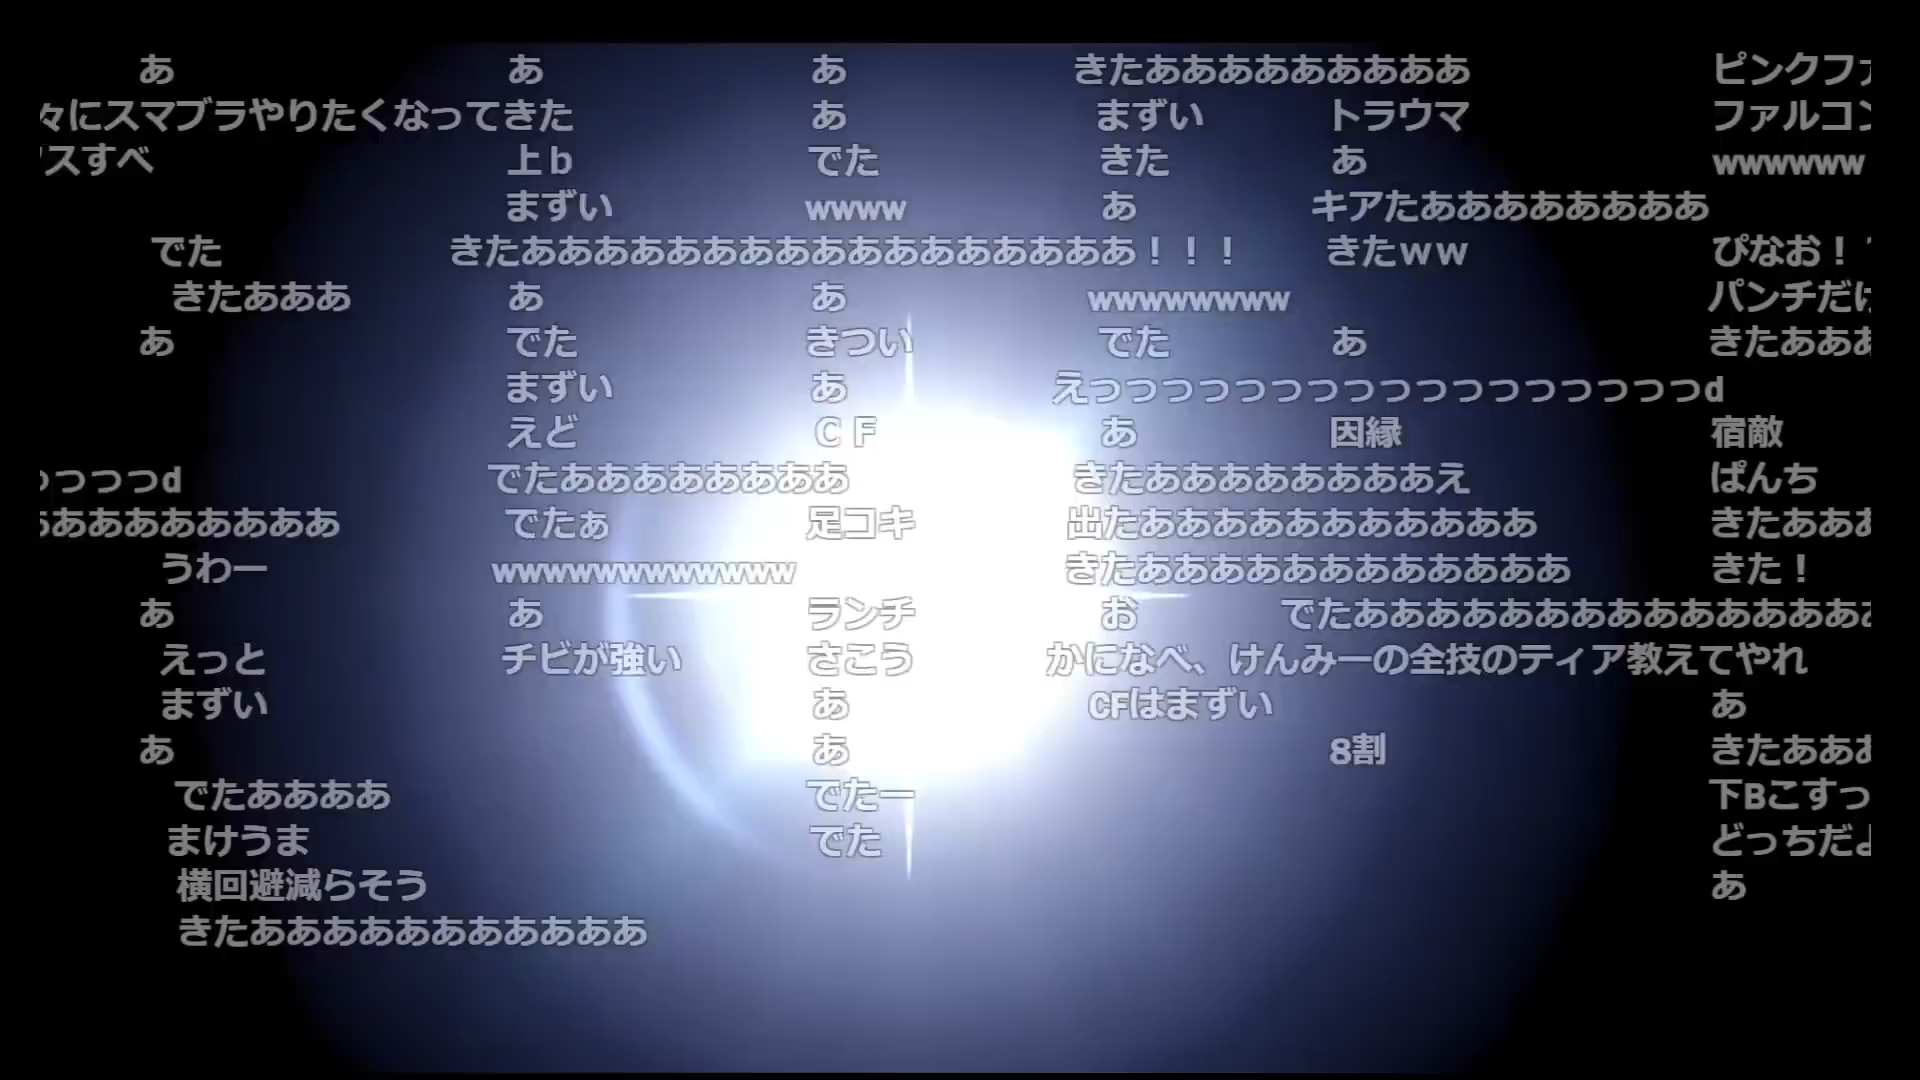 あ あ あ きたあああああああああ ピンクフ
々にスマブラやりたくなってきた あ まずい トラウマ ファルコン
スすべ 上ｂ でた きた あ wwwwww
まずい wwww あ キアたああああああああ
でた きたあああああああああああああああああ！！！ きたｗｗ ぴなお！
きたあああ あ あ wwwwwwww パンチだけ
あ でた きつい でた あ きたあああ
まずい あ えっっっっっっっっっっっっっっっっっd
えど ＣＦ あ 因縁 宿敵
っっっd でたああああああああ きたああああああああえ ぱんち
あああああああああ でたぁ 足コキ 出たあああああああああああ きたあああ
うわー wwwwwwwwwwww きたああああああああああああ きた！
あ あ ランチ お でたあああああああああああああああ
えっと チビが強い さこう かになべ、けんみーの全技のティア教えてやれ
まずい あ CFはまずい あ
あ あ 8割 きたあああ
でたああああ でたー 下Bこすっ
まけうま でた どっちだよ
横回避減らそう あ
きたあああああああああああ